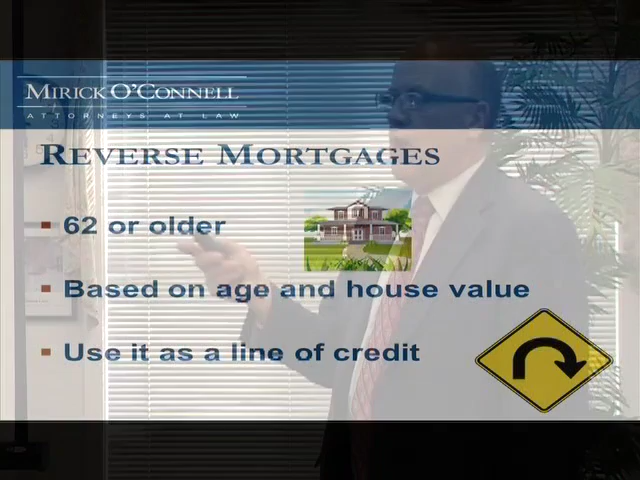 MIRICK O'CONNELL
ATTORNEYS AT LAW
REVERSE MORTGAGES
62 or older
Based on age and house value
Use it as a line of credit